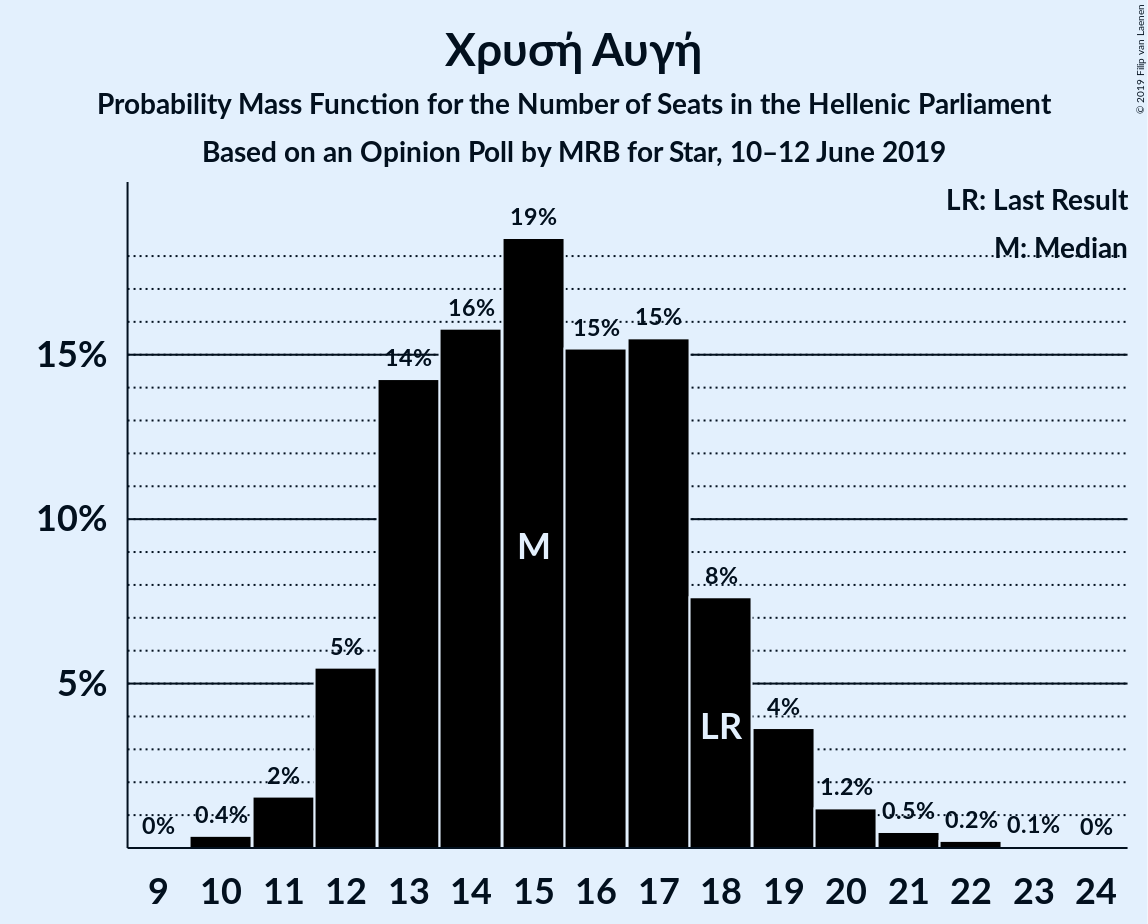 Χρυσή Αυγή
Probability Mass Function for the Number of Seats in the Hellenic Parliament
Based on an Opinion Poll by MRB for Star, 10–12 June 2019
© 2019 Filip van Laenen
LR: Last Result
M: Median
15%
10%
5%
0%
0.4%
2%
5%
14%
16%
19%
15%
15%
8%
4%
1.2%
0.5%
0.2%
0.1%
0%
M
LR
9 10 11 12 13 14 15 16 17 18 19 20 21 22 23 24